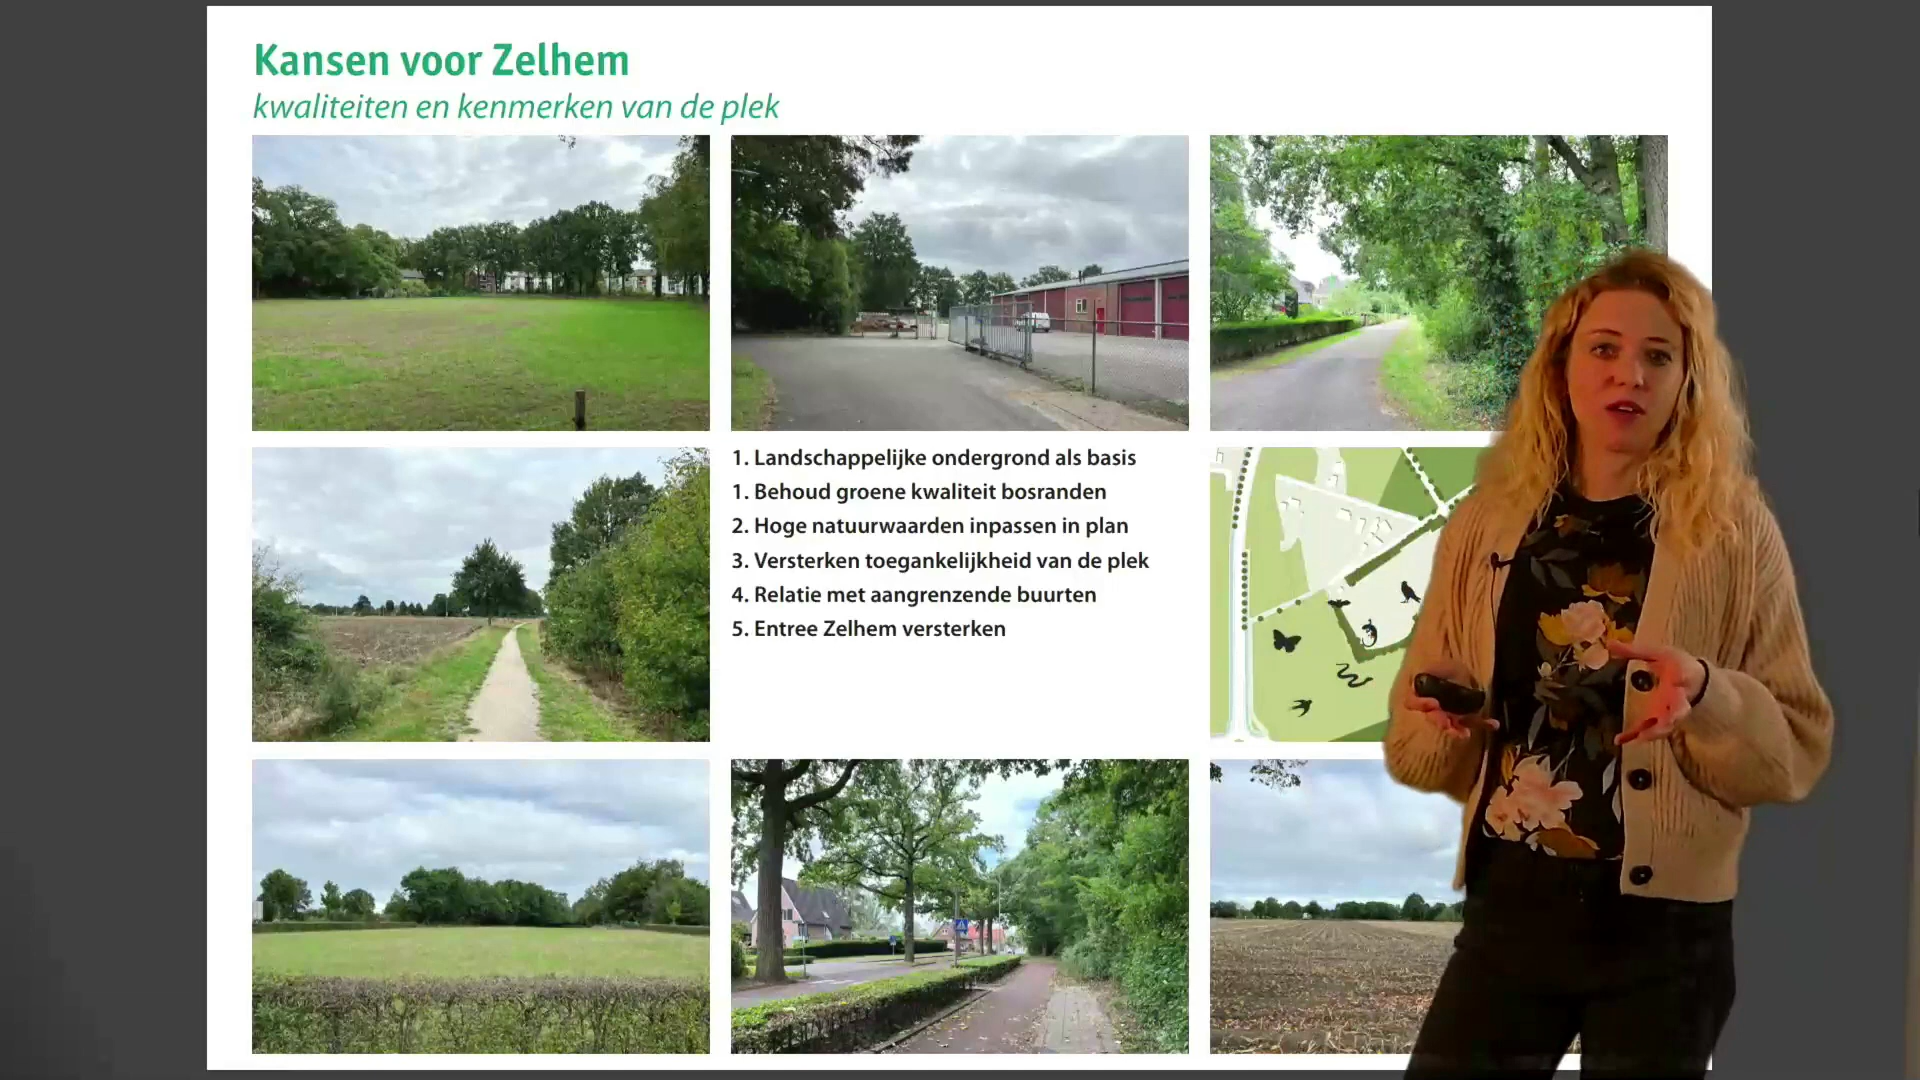 Kansen voor Zelhem
kwaliteiten en kenmerken van de plek
1. Landschappelijke ondergrond als basis
1. Behoud groene kwaliteit bosranden
2. Hoge natuurwaarden inpassen in plan
3. Versterken toegankelijkheid van de plek
4. Relatie met aangrenzende buurten
5. Entree Zelhem versterken